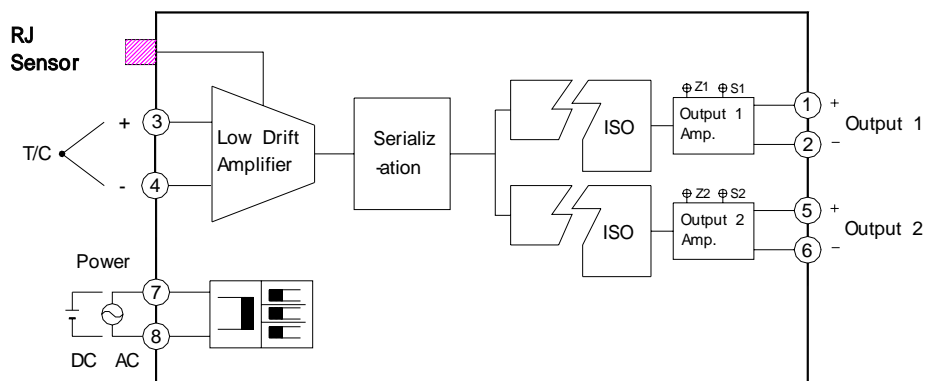 RJ
Sensor
T/C
+
-
3
4
Low Drift
Amplifier
Serializ
-ation
ISO
Z1 S1
Output 1
Amp.
1
2
+
−
Output 1
ISO
Z2 S2
Output 2
Amp.
5
6
+
−
Output 2
Power
7
8
DC AC